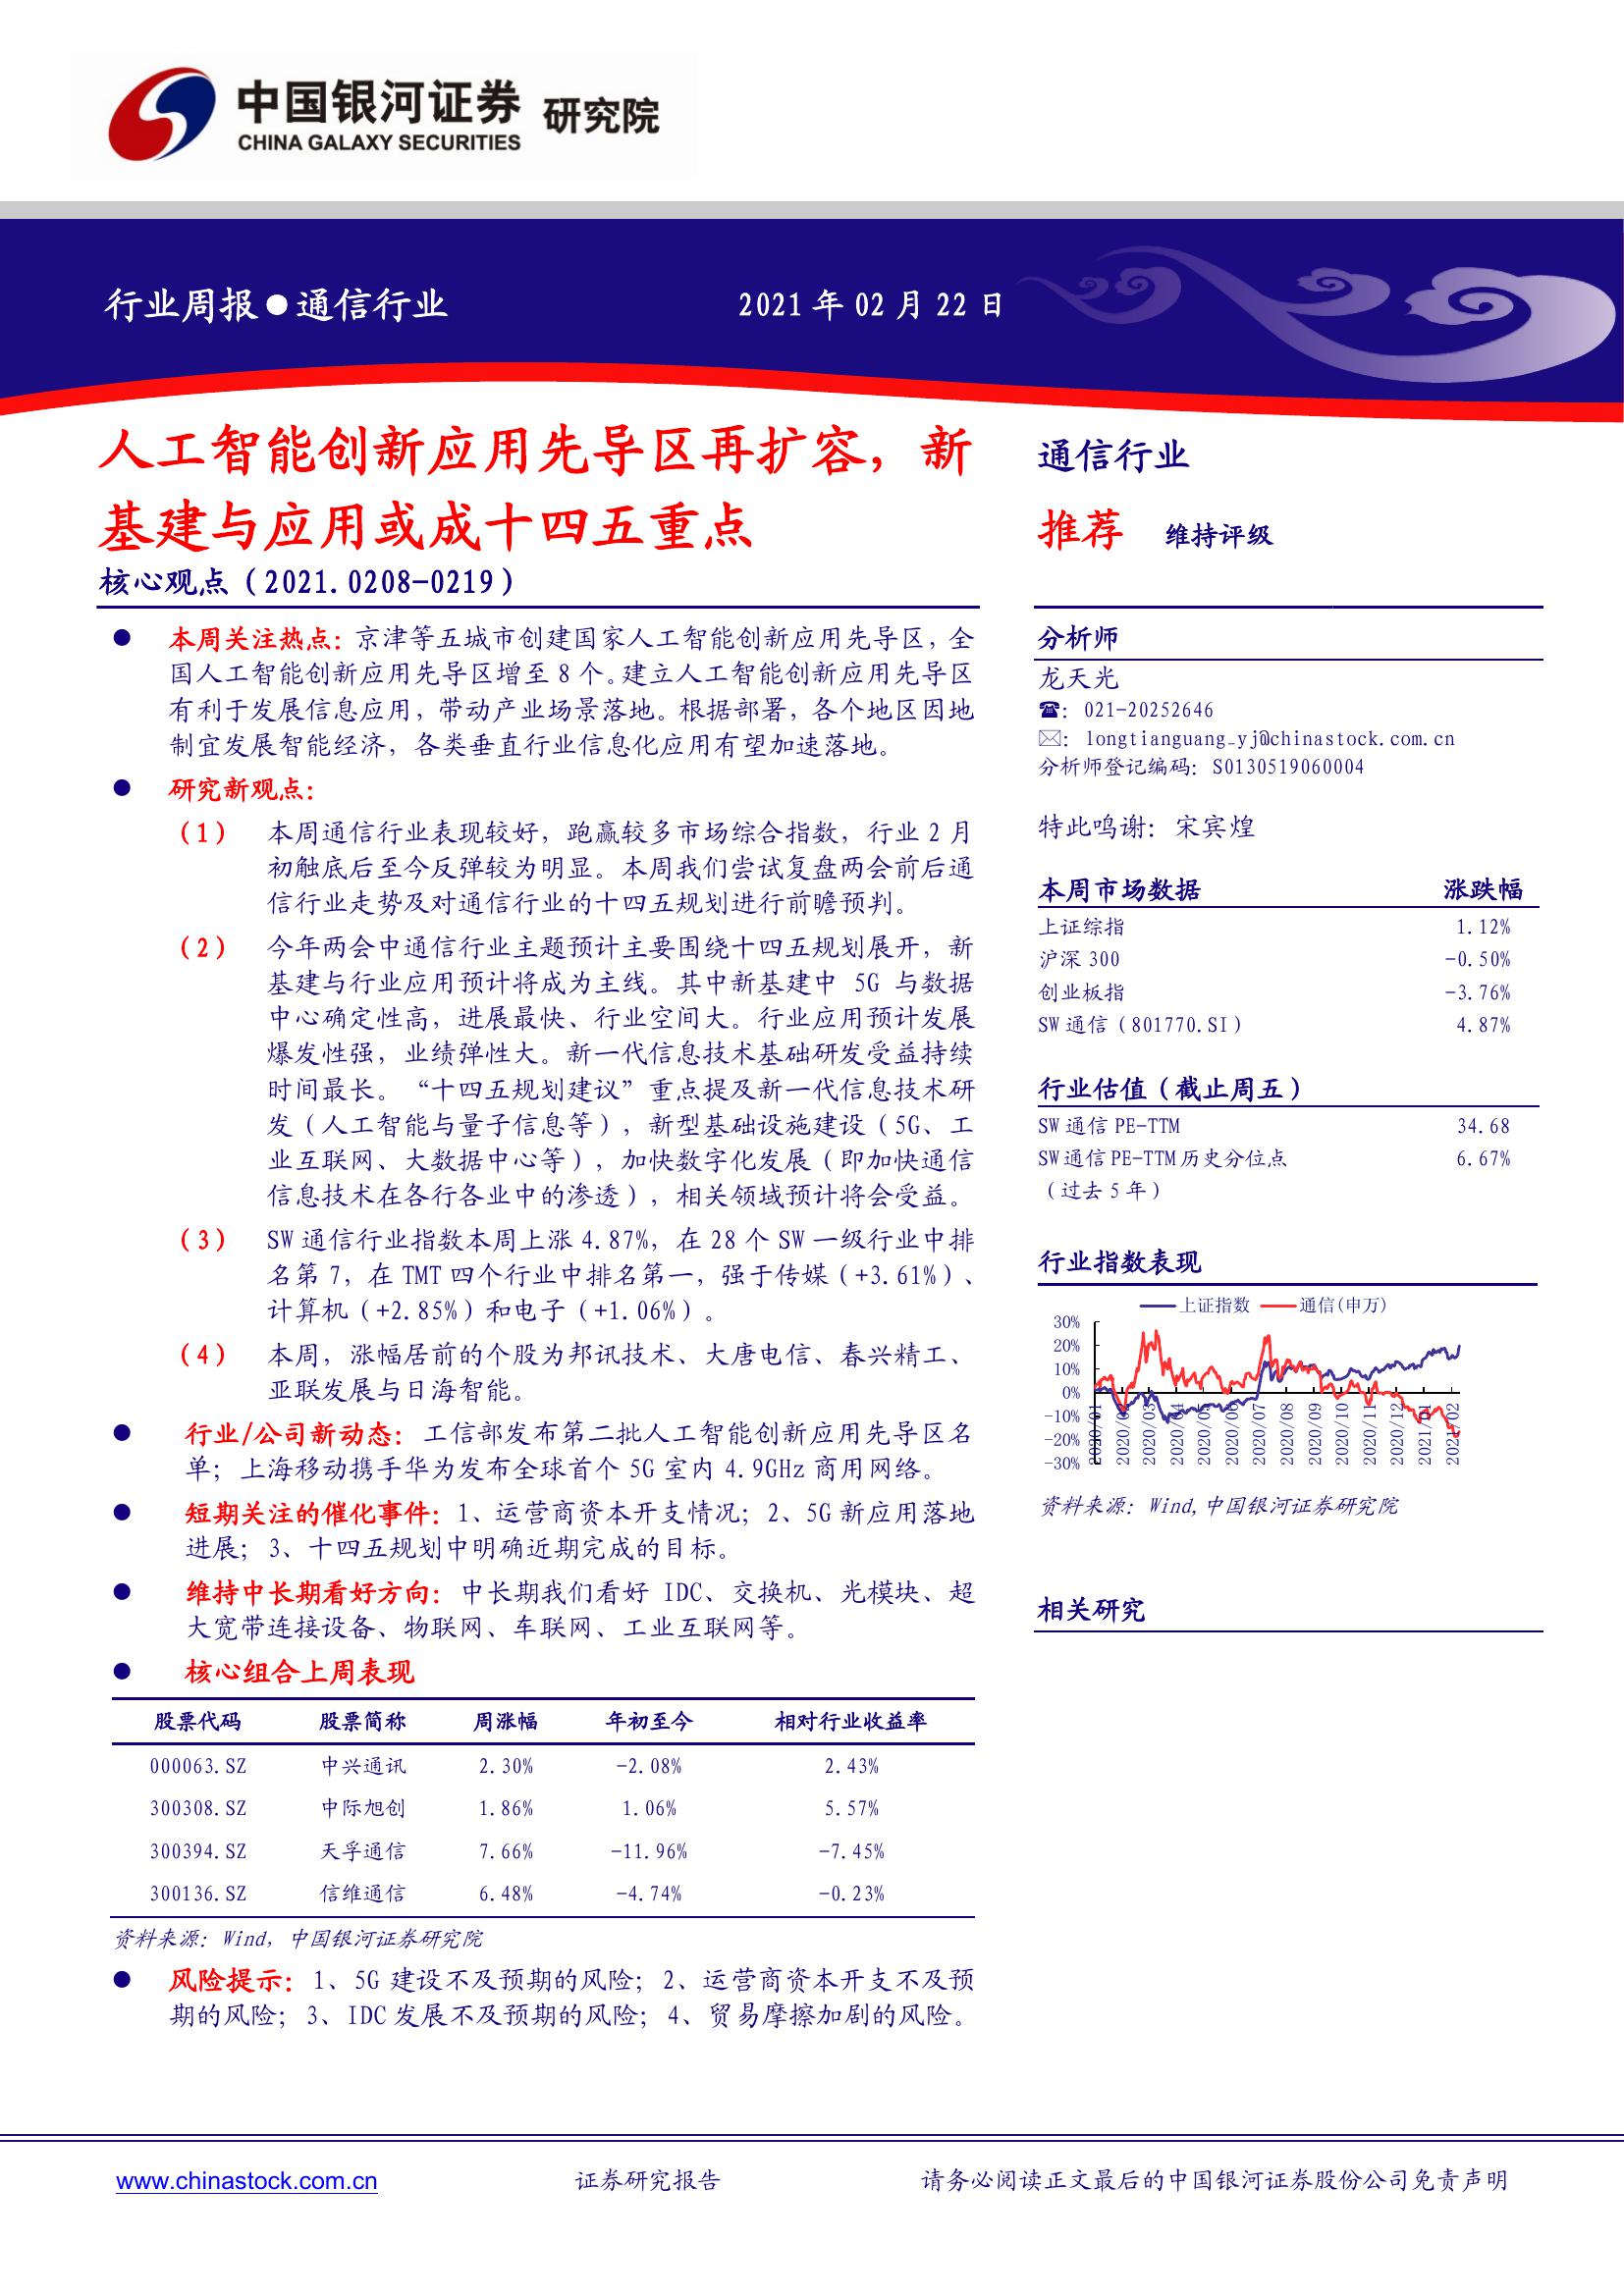 中国银河证券 研究院
CHINA GALAXY SECURITIES
行业周报●通信行业
2021 年 02 月 22 日
人工智能创新应用先导区再扩容，新
基建与应用或成十四五重点
核心观点（2021.0208-0219）
● 本周关注热点：京津等五城市创建国家人工智能创新应用先导区，全
国人工智能创新应用先导区增至 8 个。建立人工智能创新应用先导区
有利于发展信息应用，带动产业场景落地。根据部署，各个地区因地
制宜发展智能经济，各类垂直行业信息化应用有望加速落地。
● 研究新观点：
（1） 本周通信行业表现较好，跑赢较多市场综合指数，行业 2 月
初触底后至今反弹较为明显。本周我们尝试复盘两会前后通
信行业走势及对通信行业的十四五规划进行前瞻预判。
（2） 今年两会中通信行业主题预计主要围绕十四五规划展开，新
基建与行业应用预计将成为主线。其中新基建中 5G 与数据
中心确定性高，进展最快、行业空间大。行业应用预计发展
爆发性强，业绩弹性大。新一代信息技术基础研发受益持续
时间最长。“十四五规划建议”重点提及新一代信息技术研
发（人工智能与量子信息等），新型基础设施建设（5G、工
业互联网、大数据中心等），加快数字化发展（即加快通信
信息技术在各行各业中的渗透），相关领域预计将会受益。
（3） SW 通信行业指数本周上涨 4.87%，在 28 个 SW 一级行业中排
名第 7，在 TMT 四个行业中排名第一，强于传媒（+3.61%）、
计算机（+2.85%）和电子（+1.06%）。
（4） 本周，涨幅居前的个股为邦讯技术、大唐电信、春兴精工、
亚联发展与日海智能。
● 行业/公司新动态：工信部发布第二批人工智能创新应用先导区名
单；上海移动携手华为发布全球首个 5G 室内 4.9GHz 商用网络。
● 短期关注的催化事件：1、运营商资本开支情况；2、5G 新应用落地
进展；3、十四五规划中明确近期完成的目标。
● 维持中长期看好方向：中长期我们看好 IDC、交换机、光模块、超
大宽带连接设备、物联网、车联网、工业互联网等。
● 核心组合上周表现
股票代码 股票简称 周涨幅 年初至今 相对行业收益率
000063.SZ 中兴通讯 2.30% -2.08% 2.43%
300308.SZ 中际旭创 1.86% 1.06% 5.57%
300394.SZ 天孚通信 7.66% -11.96% -7.45%
300136.SZ 信维通信 6.48% -4.74% -0.23%
资料来源：Wind，中国银河证券研究院
● 风险提示：1、5G 建设不及预期的风险；2、运营商资本开支不及预
期的风险；3、IDC 发展不及预期的风险；4、贸易摩擦加剧的风险。
通信行业
推荐 维持评级
分析师
龙天光
☎：021-20252646
✉：longtianguang_yj@chinastock.com.cn
分析师登记编码：S0130519060004
特此鸣谢：宋宾煌
本周市场数据 涨跌幅
上证综指 1.12%
沪深 300 -0.50%
创业板指 -3.76%
SW 通信（801770.SI） 4.87%
行业估值（截止周五）
SW 通信 PE-TTM 34.68
SW 通信 PE-TTM 历史分位点 6.67%
（过去 5 年）
行业指数表现
上证指数 通信(申万)
30%
20%
10%
0%
-10%
-20%
-30%
2020/01 2020/02 2020/03 2020/04 2020/05 2020/06 2020/07 2020/08 2020/09 2020/10 2020/11 2020/12 2021/01 2021/02
资料来源：Wind,中国银河证券研究院
相关研究
www.chinastock.com.cn
证券研究报告
请务必阅读正文最后的中国银河证券股份公司免责声明